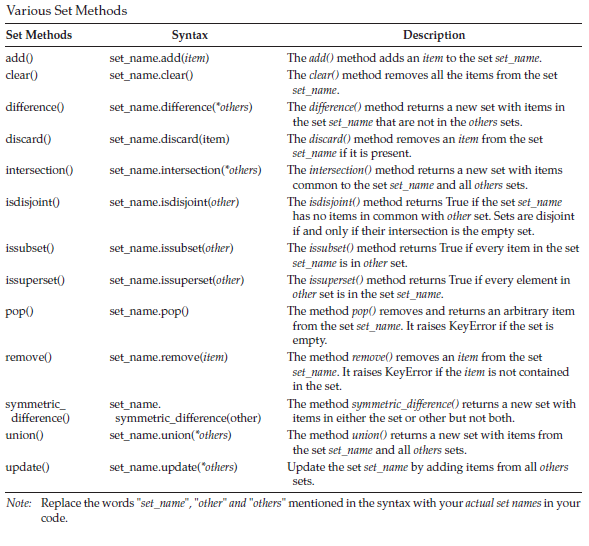 Various Set Methods
Set Methods Syntax Description
add() set_name.add(item) The add() method adds an item to the set set_name.
clear() set_name.clear() The clear() method removes all the items from the set
set_name.
difference() set_name.difference(*others) The difference() method returns a new set with items in
the set set_name that are not in the others sets.
discard() set_name.discard(item) The discard() method removes an item from the set
set_name if it is present.
intersection() set_name.intersection(*others) The intersection() method returns a new set with items
common to the set set_name and all others sets.
isdisjoint() set_name.isdisjoint(other) The isdisjoint() method returns True if the set set_name
has no items in common with other set. Sets are disjoint
if and only if their intersection is the empty set.
issubset() set_name.issubset(other) The issubset() method returns True if every item in the set
set_name is in other set.
issuperset() set_name.issuperset(other) The issuperset() method returns True if every element in
other set is in the set set_name.
pop() set_name.pop() The method pop() removes and returns an arbitrary item
from the set set_name. It raises KeyError if the set is
empty.
remove() set_name.remove(item) The method remove() removes an item from the set
set_name. It raises KeyError if the item is not contained
in the set.
symmetric_ set_name. The method symmetric_difference() returns a new set with
difference() symmetric_difference(other) items in either the set or other but not both.
union() set_name.union(*others) The method union() returns a new set with items from
the set set_name and all others sets.
update() set_name.update(*others) Update the set set_name by adding items from all others
sets.
Note: Replace the words "set_name", "other" and "others" mentioned in the syntax with your actual set names in your
code.